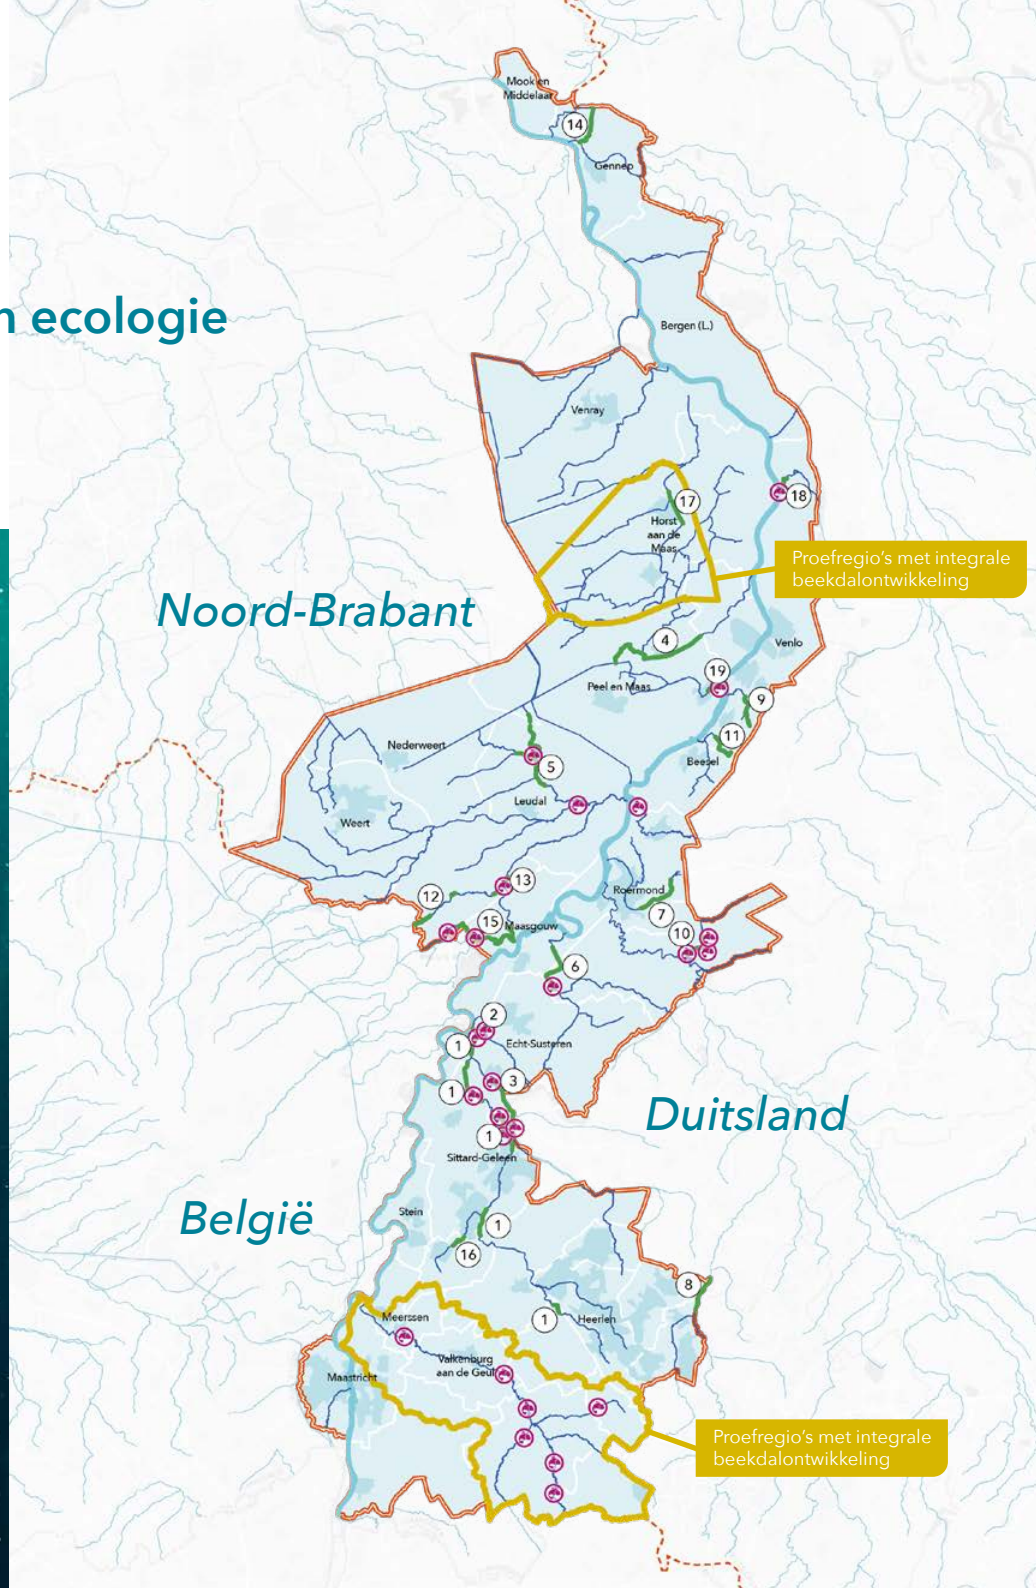 Mook en
Middelaar
14
Gennep
n ecologie
Bergen (L.)
Venray
18
17
Horst
aan de
Maas
Proefregio's met integrale
beekdalontwikkeling
Noord-Brabant
4
Venlo
19
Peel en Maas
9
11
Nederweert
Beesel
5
Leudal
Weert
13
12
Roermond
7
15
Maasgouw
10
6
2
1
Echt-Susteren
3
1
Duitsland
1
Sittard-Geleen
België
Stein
1
16
8
Meerssen
1
Heerlen
Valkenburg
aan de Geul
Maastricht
Proefregio's met integrale
beekdalontwikkeling